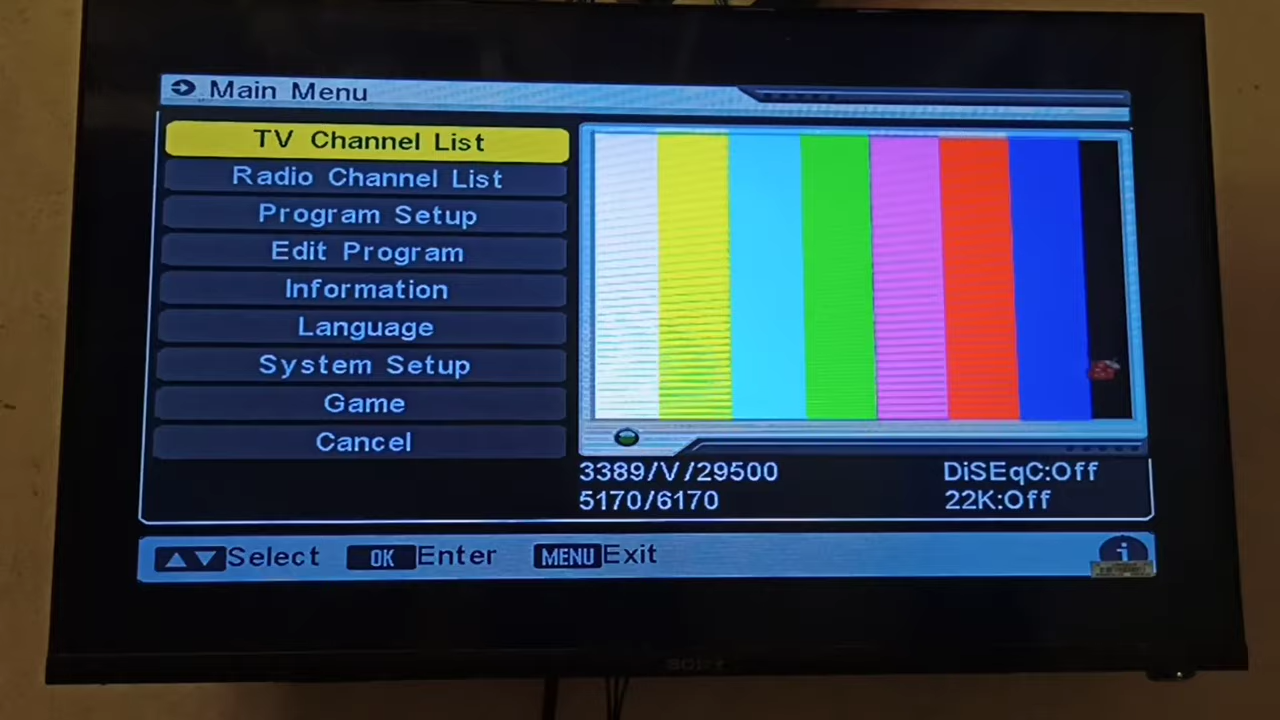 Main Menu
TV Channel List
Radio Channel List
Program Setup
Edit Program
Information
Language
System Setup
Game
Cancel
3389/V/29500
DiSEqC:Off
5170/6170
22K:Off
Select OK Enter MENU Exit
i
SONY